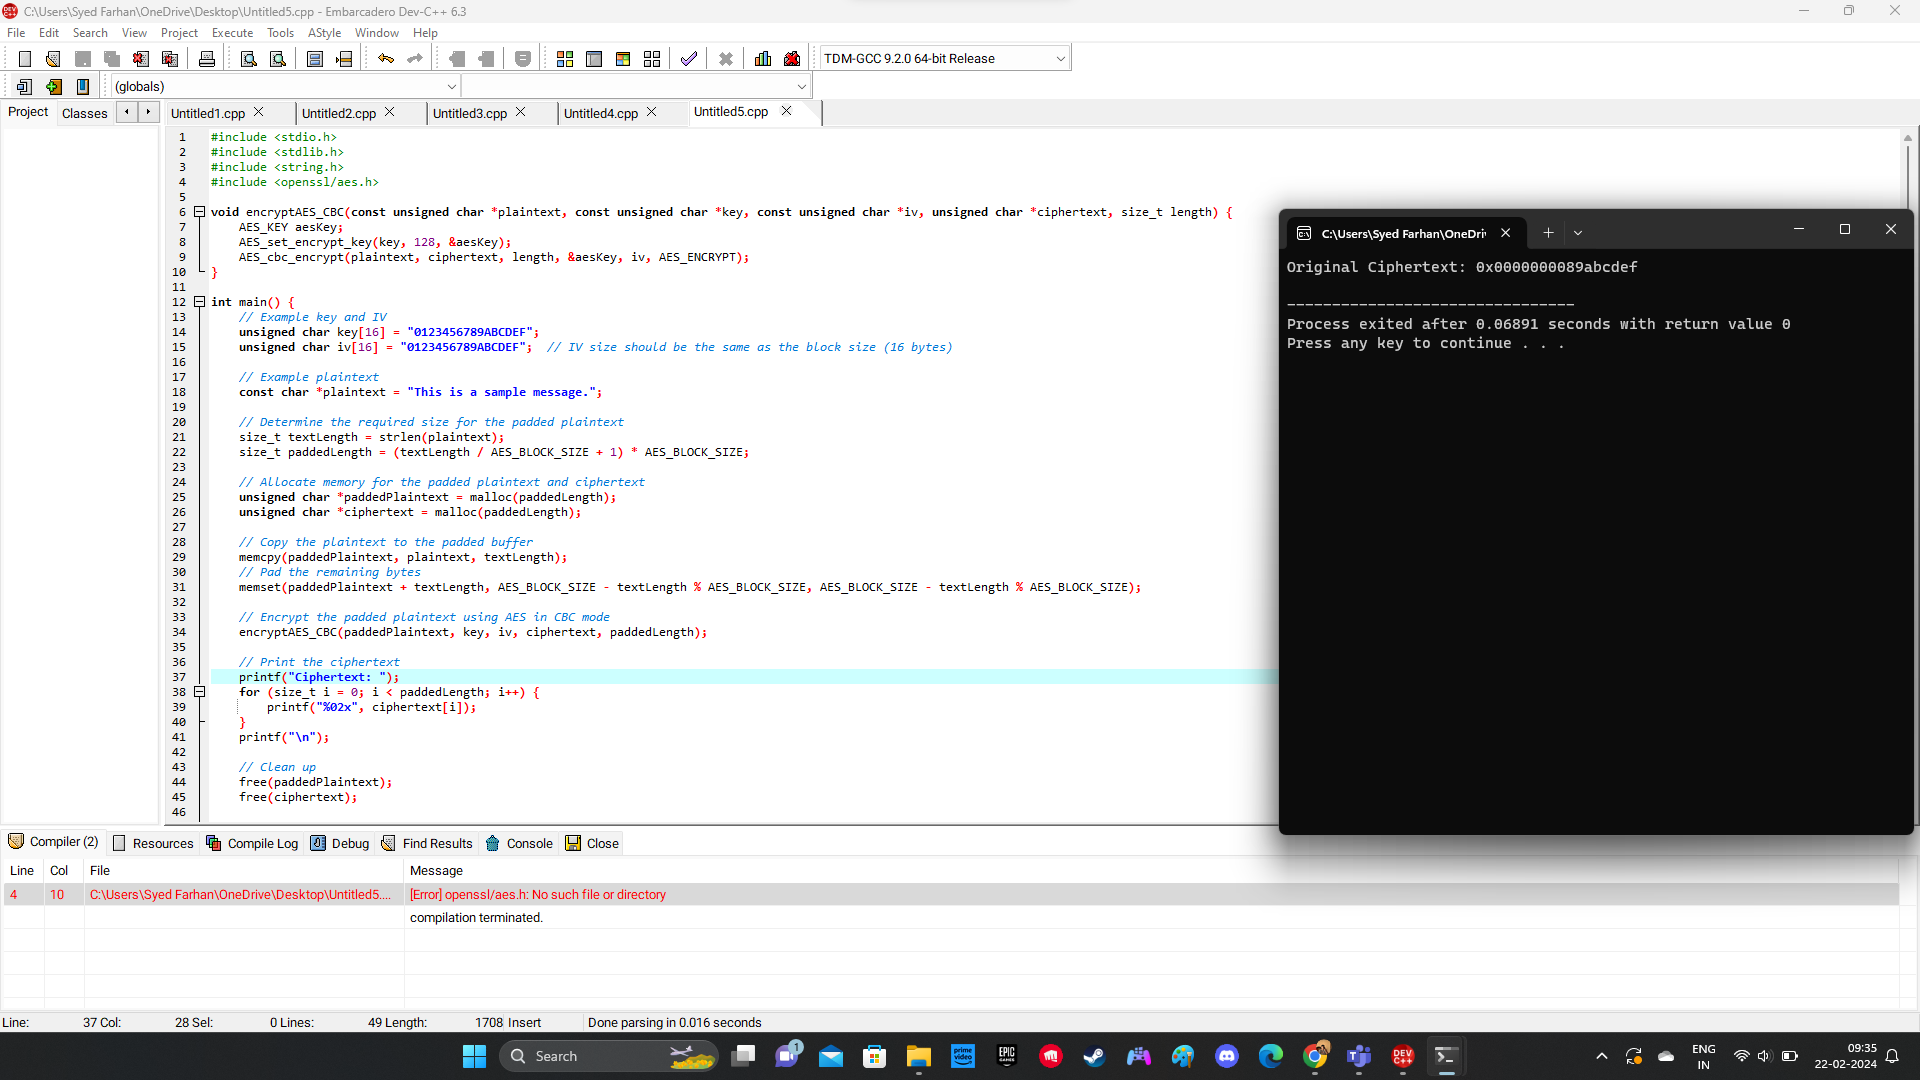 C:\Users\Syed Farhan\OneDrive\Desktop\Untitled5.cpp - Embarcadero Dev-C++ 6.3
File Edit Search View Project Execute Tools AStyle Window Help
TDM-GCC 9.2.0 64-bit Release
(globals)
Project Classes Untitled1.cpp Untitled2.cpp Untitled3.cpp Untitled4.cpp Untitled5.cpp
1 #include <stdio.h>
2 #include <stdlib.h>
3 #include <string.h>
4 #include <openssl/aes.h>
5
6 void encryptAES_CBC(const unsigned char *plaintext, const unsigned char *key, const unsigned char *iv, unsigned char *ciphertext, size_t length) {
7 AES_KEY aesKey;
8 AES_set_encrypt_key(key, 128, &aesKey);
9 AES_cbc_encrypt(plaintext, ciphertext, length, &aesKey, iv, AES_ENCRYPT);
10 }
11
12 int main() {
13 // Example key and IV
14 unsigned char key[16] = "0123456789ABCDEF";
15 unsigned char iv[16] = "0123456789ABCDEF"; // IV size should be the same as the block size (16 bytes)
16
17 // Example plaintext
18 const char *plaintext = "This is a sample message.";
19
20 // Determine the required size for the padded plaintext
21 size_t textLength = strlen(plaintext);
22 size_t paddedLength = (textLength / AES_BLOCK_SIZE + 1) * AES_BLOCK_SIZE;
23
24 // Allocate memory for the padded plaintext and ciphertext
25 unsigned char *paddedPlaintext = malloc(paddedLength);
26 unsigned char *ciphertext = malloc(paddedLength);
27
28 // Copy the plaintext to the padded buffer
29 memcpy(paddedPlaintext, plaintext, textLength);
30 // Pad the remaining bytes
31 memset(paddedPlaintext + textLength, AES_BLOCK_SIZE - textLength % AES_BLOCK_SIZE, AES_BLOCK_SIZE - textLength % AES_BLOCK_SIZE);
32
33 // Encrypt the padded plaintext using AES in CBC mode
34 encryptAES_CBC(paddedPlaintext, key, iv, ciphertext, paddedLength);
35
36 // Print the ciphertext
37 printf("Ciphertext: ");
38 for (size_t i = 0; i < paddedLength; i++) {
39 printf("%02x", ciphertext[i]);
40 }
41 printf("\n");
42
43 // Clean up
44 free(paddedPlaintext);
45 free(ciphertext);
46
C:\Users\Syed Farhan\OneDri
Original Ciphertext: 0x0000000089abcdef
--------------------------------
Process exited after 0.06891 seconds with return value 0
Press any key to continue . . .
Compiler (2) Resources Compile Log Debug Find Results Console Close
Line Col File Message
4 10 C:\Users\Syed Farhan\OneDrive\Desktop\Untitled5.... [Error] openssl/aes.h: No such file or directory
compilation terminated.
Line: 37 Col: 28 Sel: 0 Lines: 49 Length: 1708 Insert Done parsing in 0.016 seconds
Search
prime video
EPIC GAMES
1
DEV C++
ENG
IN
09:35
22-02-2024